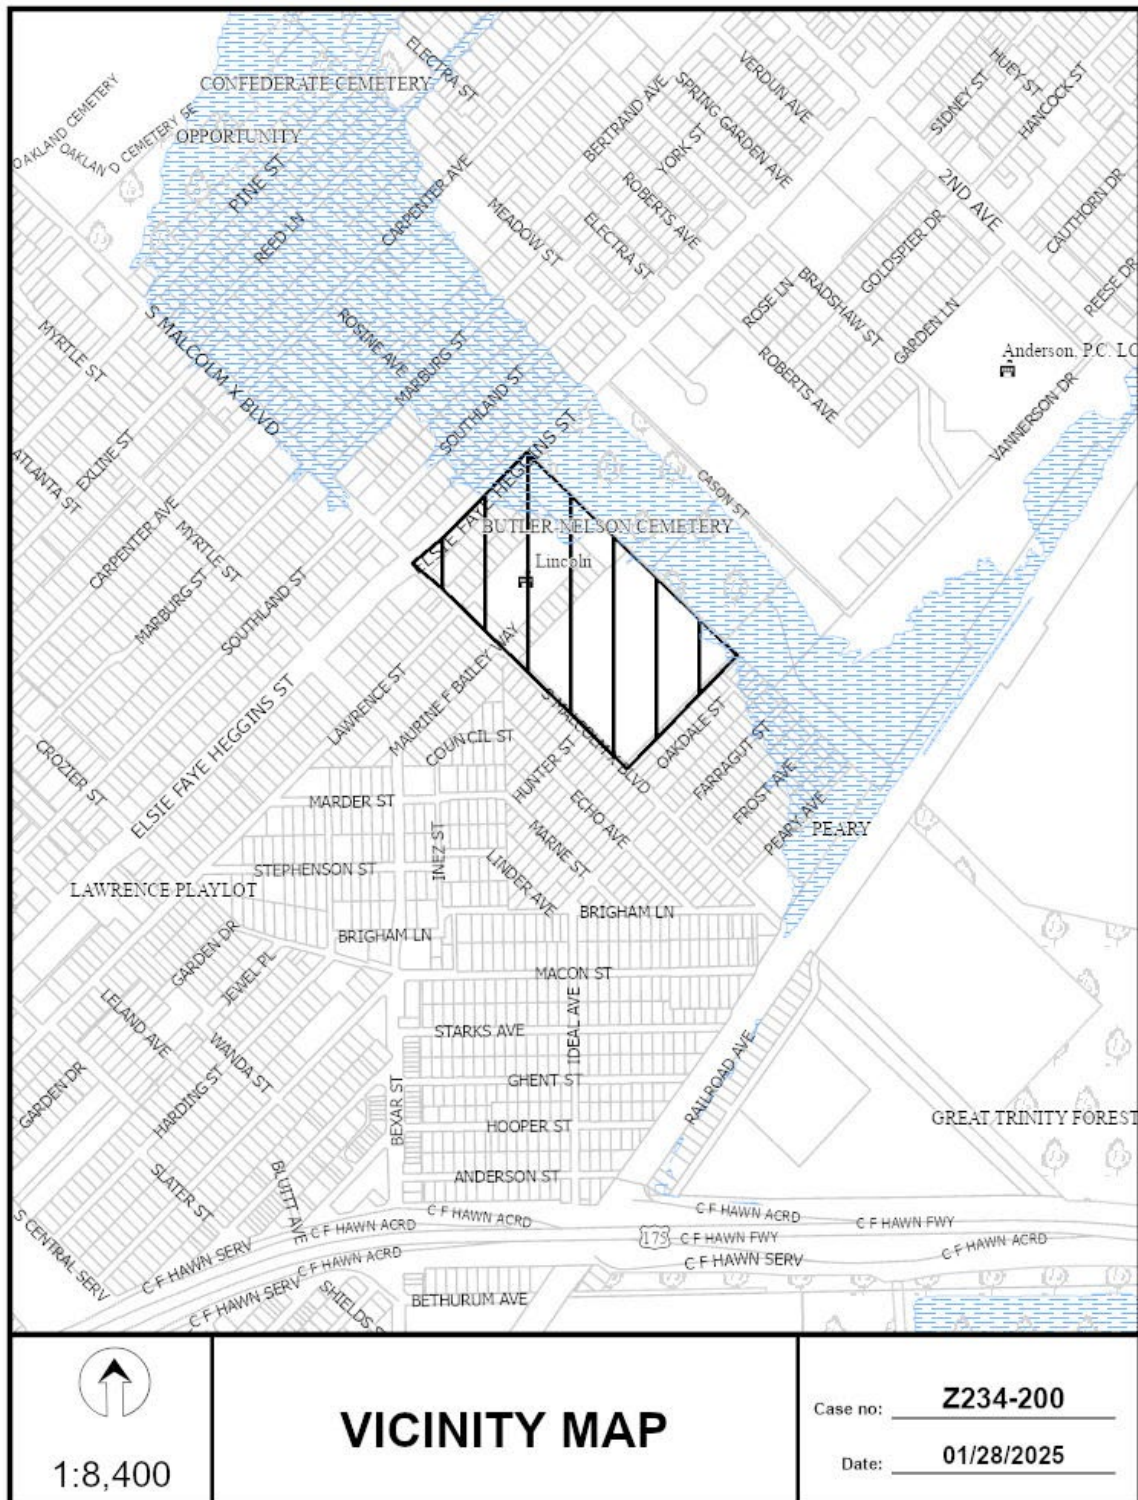 ELECTRA ST
VERDUN AVE
HUEY ST
CONFEDERATE CEMETERY
BERTRAND AVE
SPRING GARDEN AVE
SIDNEY ST
HANCOCK ST
OAKLAND CEMETERY
OAKLAND CEMETERY SE
OPPORTUNITY
YORK ST
PINE ST
CARPENTER AVE
ROBERTS AVE
2ND AVE
CAUTHORN DR
REED LN
MEADOW ST
ELECTRA ST
GOLDSPIER DR
REESE DR
ROSE LN
BRADSHAW ST
MYRTLE ST
S MALCOLM X BLVD
ROSINE AVE
MARBURG ST
GARDEN LN
Anderson, P.C. LO
ROBERTS AVE
SOUTHLAND ST
VANNERSON DR
EXLINE ST
ATLANTA ST
ELSIE FAYE HEGGINS ST
CASON ST
CARPENTER AVE
MYRTLE ST
BUTLER-NELSON CEMETERY
Lincoln
MARBURG ST
SOUTHLAND ST
LAWRENCE ST
MAURINE F BAILEY WAY
CROZIER ST
ELSIE FAYE HEGGINS ST
COUNCIL ST
HUNTER ST
S MALCOLM X BLVD
OAKDALE ST
FARRAGUT ST
MARDER ST
ECHO AVE
FROST AVE
PEARY AVE
PEARY
INEZ ST
MARNE ST
STEPHENSON ST
LINDER AVE
LAWRENCE PLAYLOT
BRIGHAM LN
BRIGHAM LN
GARDEN DR
JEWEL PL
MACON ST
LELAND AVE
STARKS AVE
IDEAL AVE
WANDA ST
GARDEN DR
HARDING ST
BEXAR ST
GHENT ST
RAILROAD AVE
HOOPER ST
GREAT TRINITY FOREST
SLATER ST
BLUITT AVE
ANDERSON ST
S CENTRAL SERV
C F HAWN ACRD
C F HAWN ACRD
C F HAWN ACRD
C F HAWN FWY
C F HAWN SERV
C F HAWN ACRD
175
C F HAWN FWY
C F HAWN ACRD
C F HAWN SERV
C F HAWN SERV
SHIELDS S
BETHURUM AVE
1:8,400
VICINITY MAP
Case no: Z234-200
Date: 01/28/2025